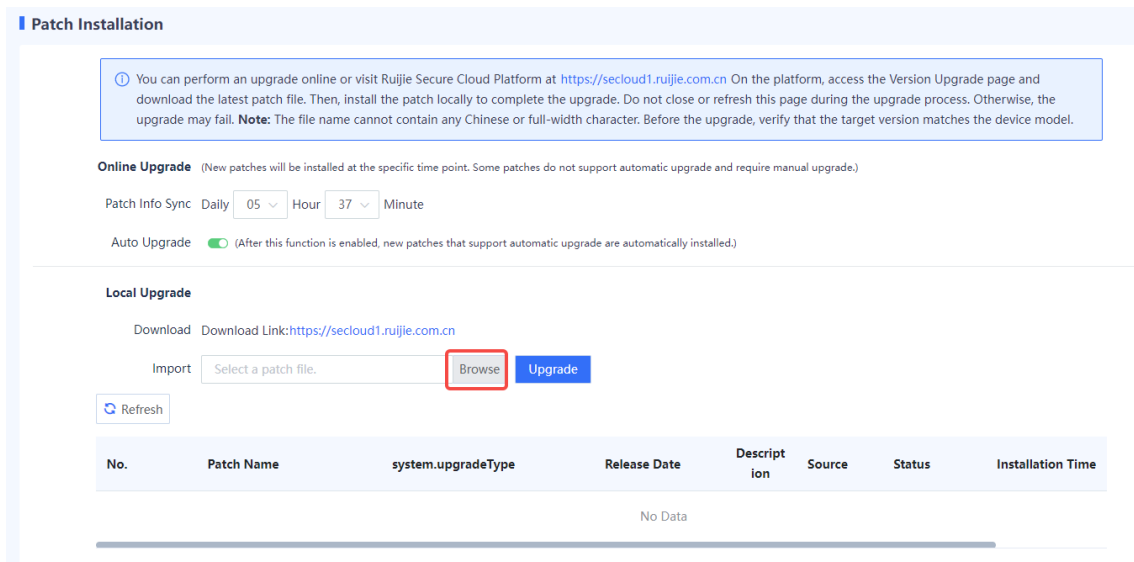 Patch Installation
You can perform an upgrade online or visit Ruijie Secure Cloud Platform at https://secloud1.ruijie.com.cn On the platform, access the Version Upgrade page and
download the latest patch file. Then, install the patch locally to complete the upgrade. Do not close or refresh this page during the upgrade process. Otherwise, the
upgrade may fail. Note: The file name cannot contain any Chinese or full-width character. Before the upgrade, verify that the target version matches the device model.
Online Upgrade (New patches will be installed at the specific time point. Some patches do not support automatic upgrade and require manual upgrade.)
Patch Info Sync Daily 05 Hour 37 Minute
Auto Upgrade (After this function is enabled, new patches that support automatic upgrade are automatically installed.)
Local Upgrade
Download Download Link:https://secloud1.ruijie.com.cn
Import Select a patch file. Browse Upgrade
Refresh
No. Patch Name system.upgradeType Release Date Descript
ion Source Status Installation Time
No Data